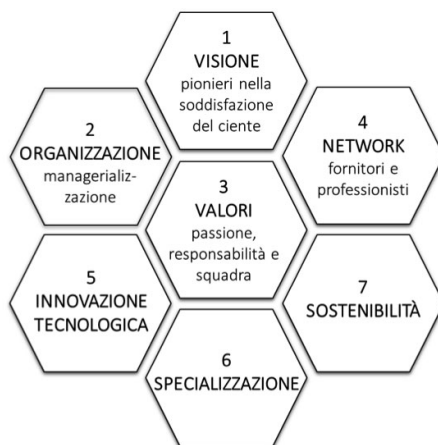 1
VISIONE
pionieri nella
soddisfazione
del ciente
2
ORGANIZZAZIONE
managerializ-
zazione
3
VALORI
passione,
responsabilità e
squadra
4
NETWORK
fornitori e
professionisti
5
INNOVAZIONE
TECNOLOGICA
6
SPECIALIZZAZIONE
7
SOSTENIBILITÀ